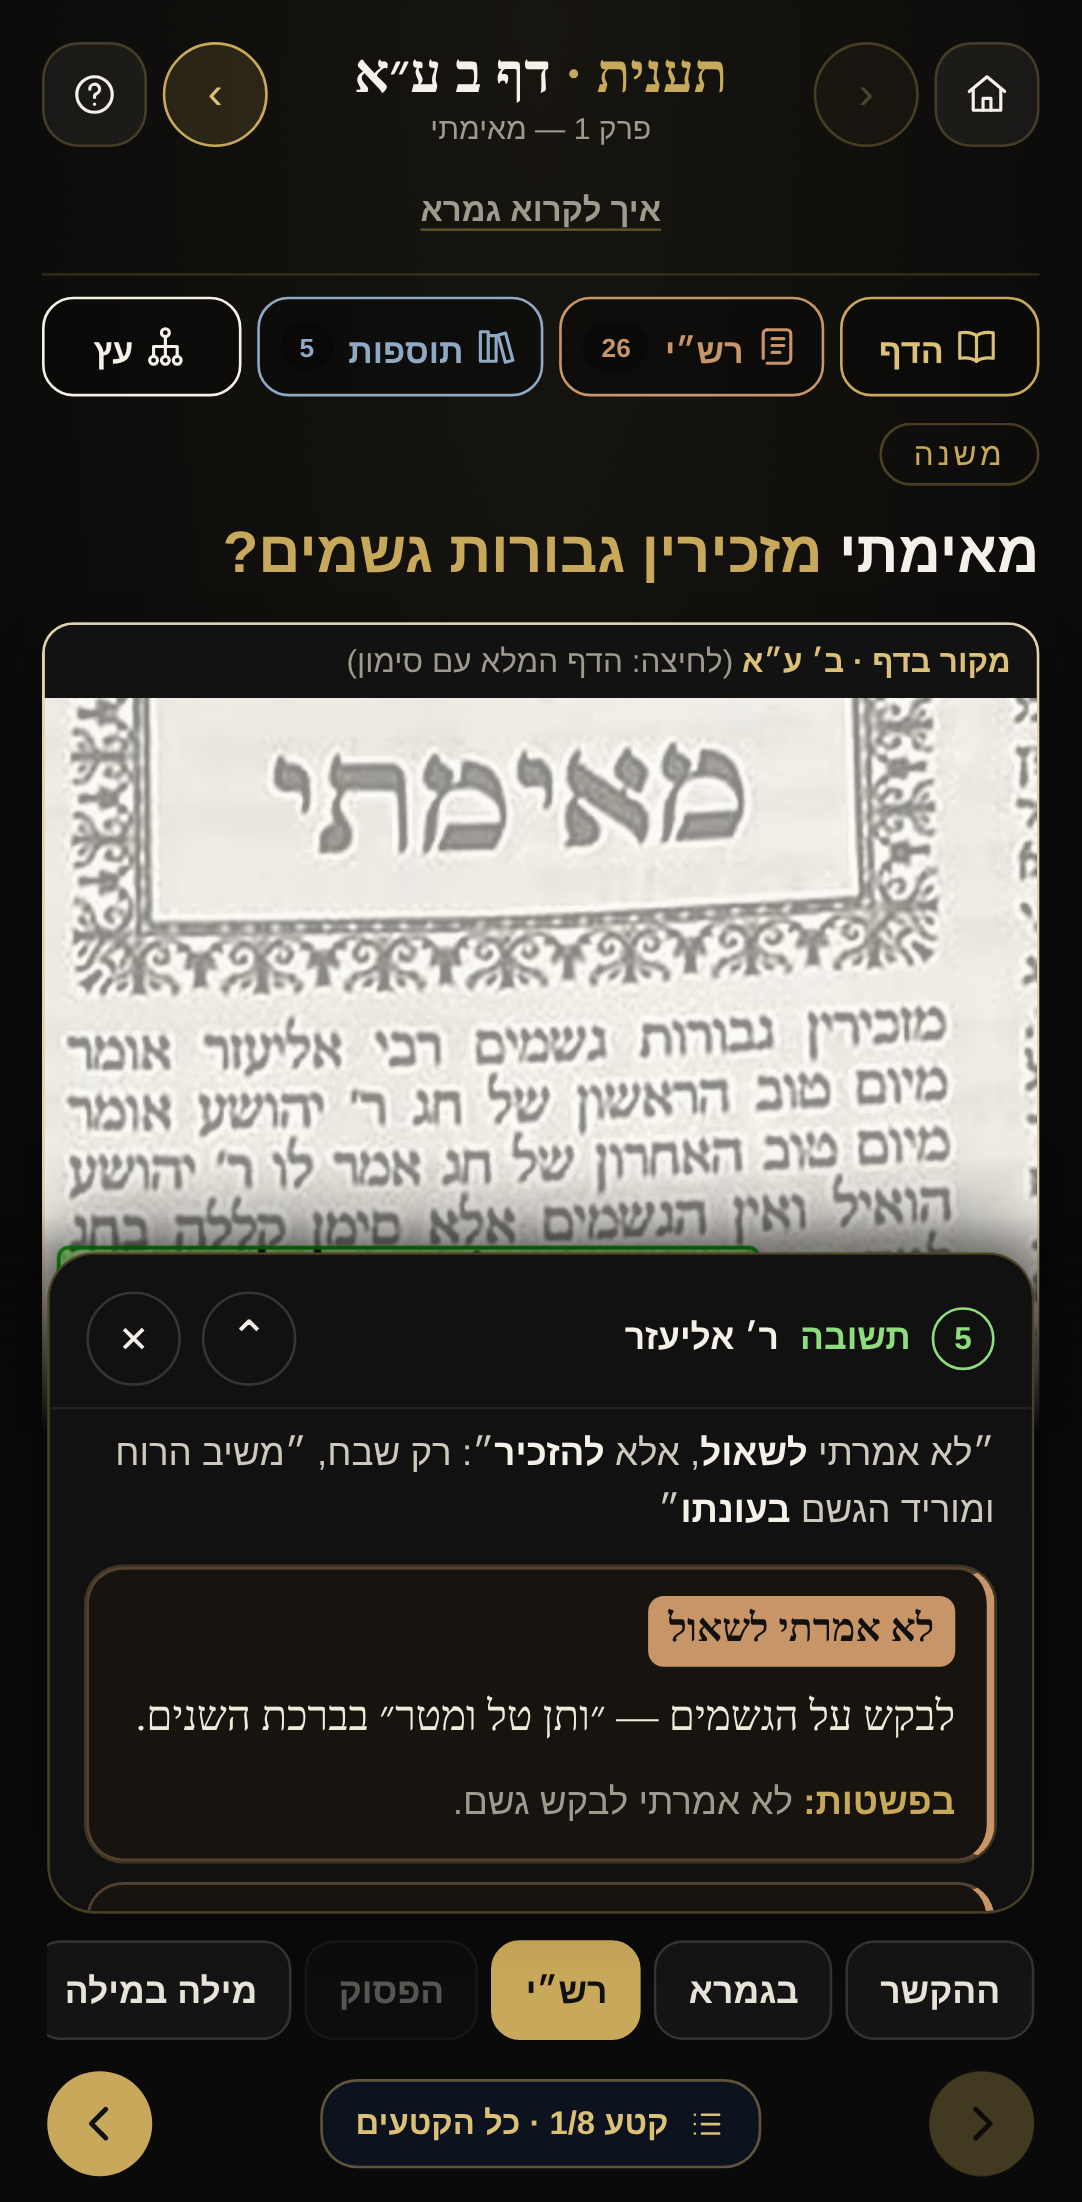 תענית · דף ב ע״א
פרק 1 — מאימתי
איך לקרוא גמרא
הדף
רש״י 26
תוספות 5
עץ
משנה
מאימתי מזכירין גבורות גשמים?
מקור בדף · ב׳ ע״א (לחיצה: הדף המלא עם סימון)
מאימתי
מזכירין גבורות גשמים רבי אליעזר אומר
מיום טוב הראשון של חג ר' יהושע אומר
מיום טוב האחרון של חג אמר לו ר' יהושע
הואיל ואין הגשמים אלא סימן קללה בחג
5 תשובה ר׳ אליעזר
״לא אמרתי לשאול, אלא להזכיר״: רק שבח, ״משיב הרוח
ומוריד הגשם בעונתו״
לא אמרתי לשאול
לבקש על הגשמים — ״ותן טל ומטר״ בברכת השנים.
בפשטות: לא אמרתי לבקש גשם.
ההקשר
בגמרא
רש״י
הפסוק
מילה במילה
קטע 1/8 · כל הקטעים